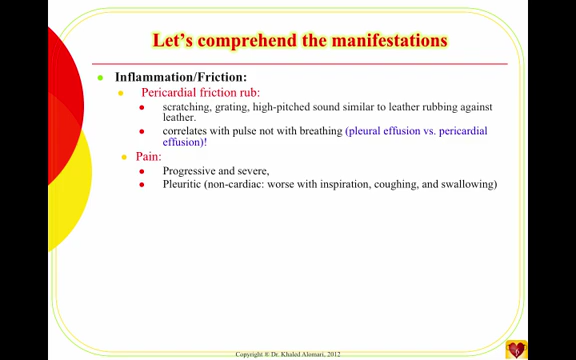 Let's comprehend the manifestations
Inflammation/Friction:
Pericardial friction rub:
scratching, grating, high-pitched sound similar to leather rubbing against
leather.
correlates with pulse not with breathing (pleural effusion vs. pericardial
effusion)!
Pain:
Progressive and severe,
Pleuritic (non-cardiac: worse with inspiration, coughing, and swallowing)
Copyright ® Dr. Khaled Alomari, 2012